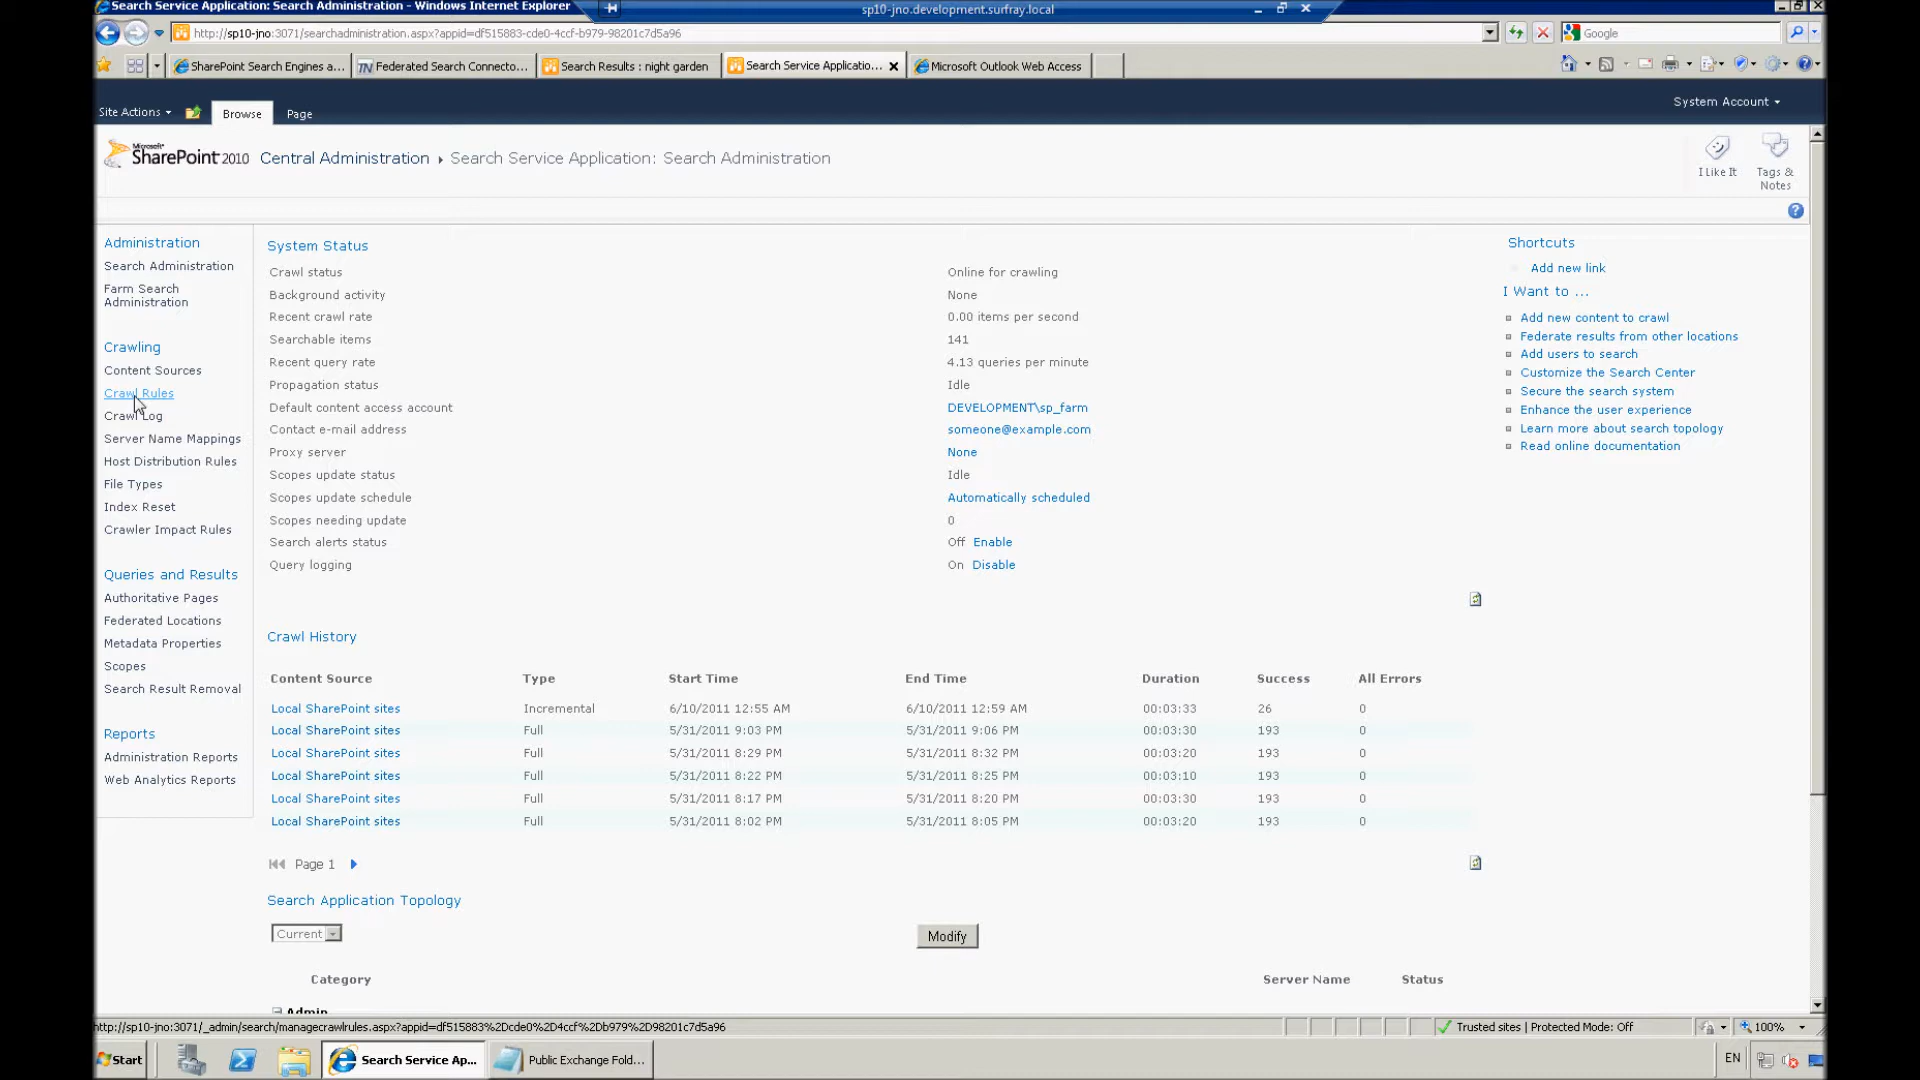 Search Service Application: Search Administration - Windows Internet Explorer
sp10-jno.development.surfray.local
http://sp10-jno:3071/searchadministration.aspx?appid=df515883-cde0-4ccf-b979-98201c7d5a96
Google
SharePoint Search Engines a...
Federated Search Connecto...
Search Results : night garden
Search Service Applicatio...
Microsoft Outlook Web Access
Site Actions
Browse
Page
System Account
Microsoft
SharePoint 2010
Central Administration
Search Service Application: Search Administration
I Like It
Tags &
Notes
Administration
Search Administration
Farm Search
Administration
Crawling
Content Sources
Crawl Rules
Crawl Log
Server Name Mappings
Host Distribution Rules
File Types
Index Reset
Crawler Impact Rules
Queries and Results
Authoritative Pages
Federated Locations
Metadata Properties
Scopes
Search Result Removal
Reports
Administration Reports
Web Analytics Reports
System Status
Crawl status Online for crawling
Background activity None
Recent crawl rate 0.00 items per second
Searchable items 141
Recent query rate 4.13 queries per minute
Propagation status Idle
Default content access account DEVELOPMENT\sp_farm
Contact e-mail address someone@example.com
Proxy server None
Scopes update status Idle
Scopes update schedule Automatically scheduled
Scopes needing update 0
Search alerts status Off Enable
Query logging On Disable
Shortcuts
Add new link
I Want to ...
Add new content to crawl
Federate results from other locations
Add users to search
Customize the Search Center
Secure the search system
Enhance the user experience
Learn more about search topology
Read online documentation
Crawl History
Content Source Type Start Time End Time Duration Success All Errors
Local SharePoint sites Incremental 6/10/2011 12:55 AM 6/10/2011 12:59 AM 00:03:33 26 0
Local SharePoint sites Full 5/31/2011 9:03 PM 5/31/2011 9:06 PM 00:03:30 193 0
Local SharePoint sites Full 5/31/2011 8:29 PM 5/31/2011 8:32 PM 00:03:20 193 0
Local SharePoint sites Full 5/31/2011 8:22 PM 5/31/2011 8:25 PM 00:03:10 193 0
Local SharePoint sites Full 5/31/2011 8:17 PM 5/31/2011 8:20 PM 00:03:30 193 0
Local SharePoint sites Full 5/31/2011 8:02 PM 5/31/2011 8:05 PM 00:03:20 193 0
Page 1
Search Application Topology
Current
Modify
Category Server Name Status
Admin
http://sp10-jno:3071/_admin/search/managecrawlrules.aspx?appid=df515883%2Dcde0%2D4ccf%2Db979%2D98201c7d5a96
Trusted sites | Protected Mode: Off
100%
Start
Search Service Ap...
Public Exchange Fold...
EN